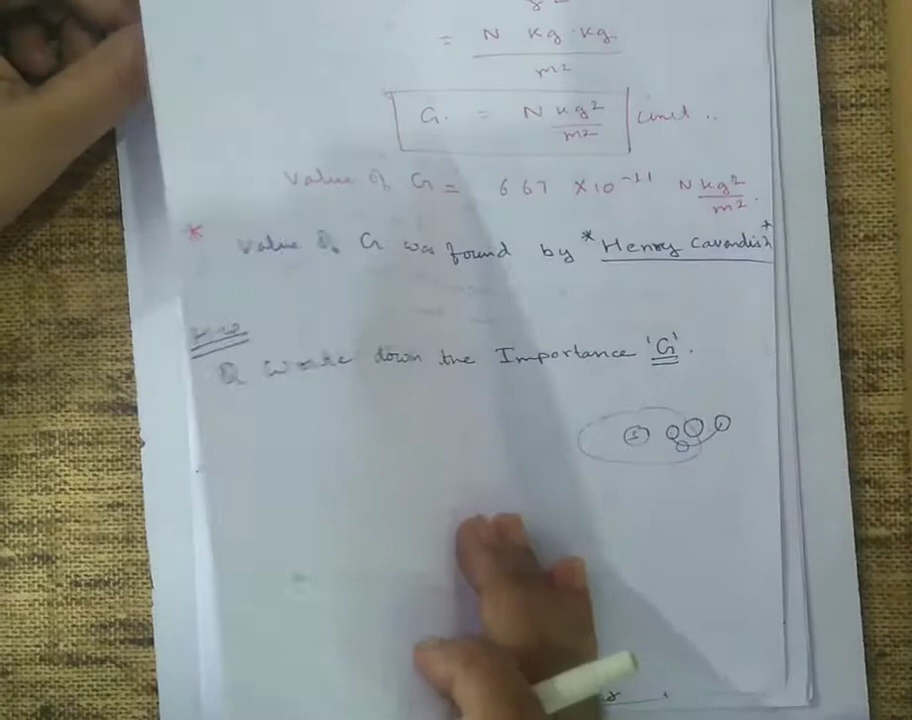 = N kg . kg
m2
G. = N kg2 unit ..
m2
Value of G = 6 67 × 10 -11 N kg2
m2.
* Value of G was found by * Henry Cavandish *
Q write down the Importance 'G'.
S